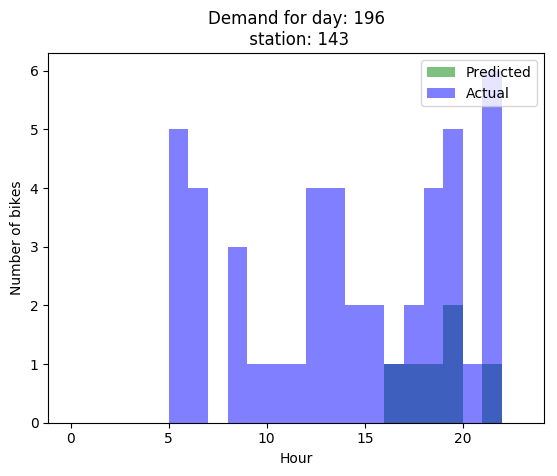 Demand for day: 196
station: 143
Predicted
Actual
Number of bikes
6
5
4
3
2
1
0
0
5
10
15
20
Hour